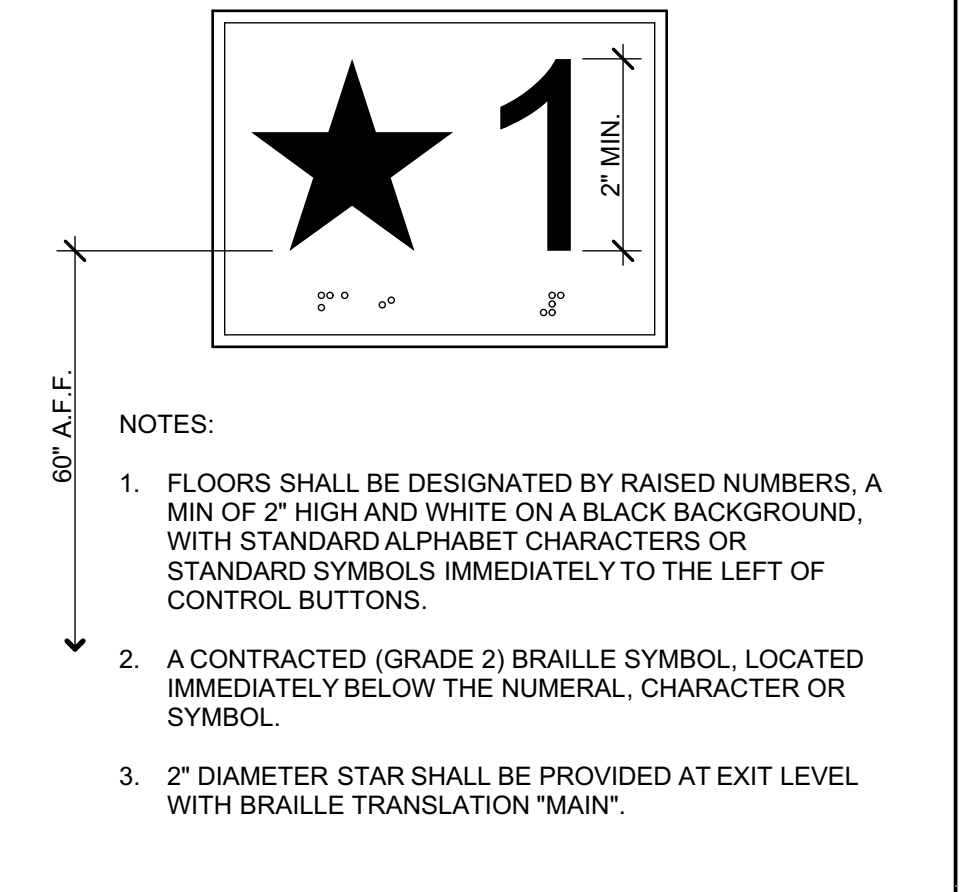 ★1
2" MIN.
60" A.F.F.
NOTES:
1. FLOORS SHALL BE DESIGNATED BY RAISED NUMBERS, A
MIN OF 2" HIGH AND WHITE ON A BLACK BACKGROUND,
WITH STANDARD ALPHABET CHARACTERS OR
STANDARD SYMBOLS IMMEDIATELY TO THE LEFT OF
CONTROL BUTTONS.
2. A CONTRACTED (GRADE 2) BRAILLE SYMBOL, LOCATED
IMMEDIATELY BELOW THE NUMERAL, CHARACTER OR
SYMBOL.
3. 2" DIAMETER STAR SHALL BE PROVIDED AT EXIT LEVEL
WITH BRAILLE TRANSLATION "MAIN".